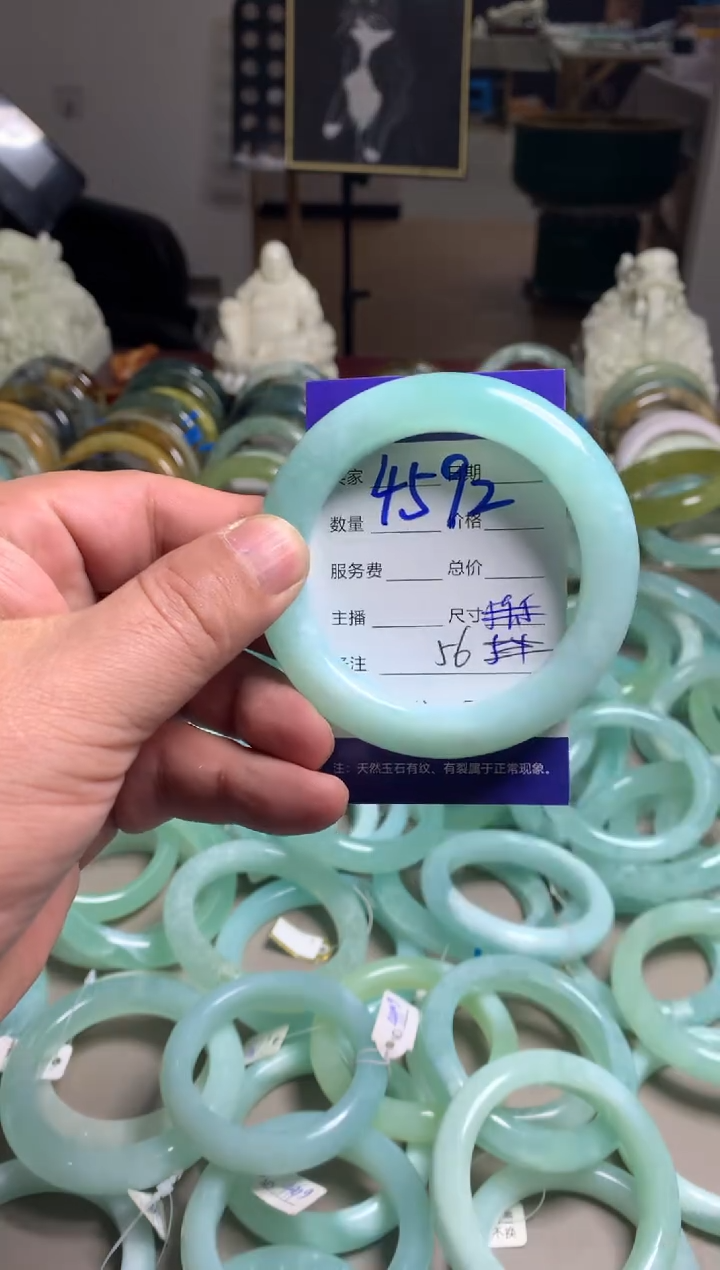 家 4592 日期
数量 价格
服务费 总价
主播 尺寸
注 56
注：天然玉石有纹、有裂属于正常现象。